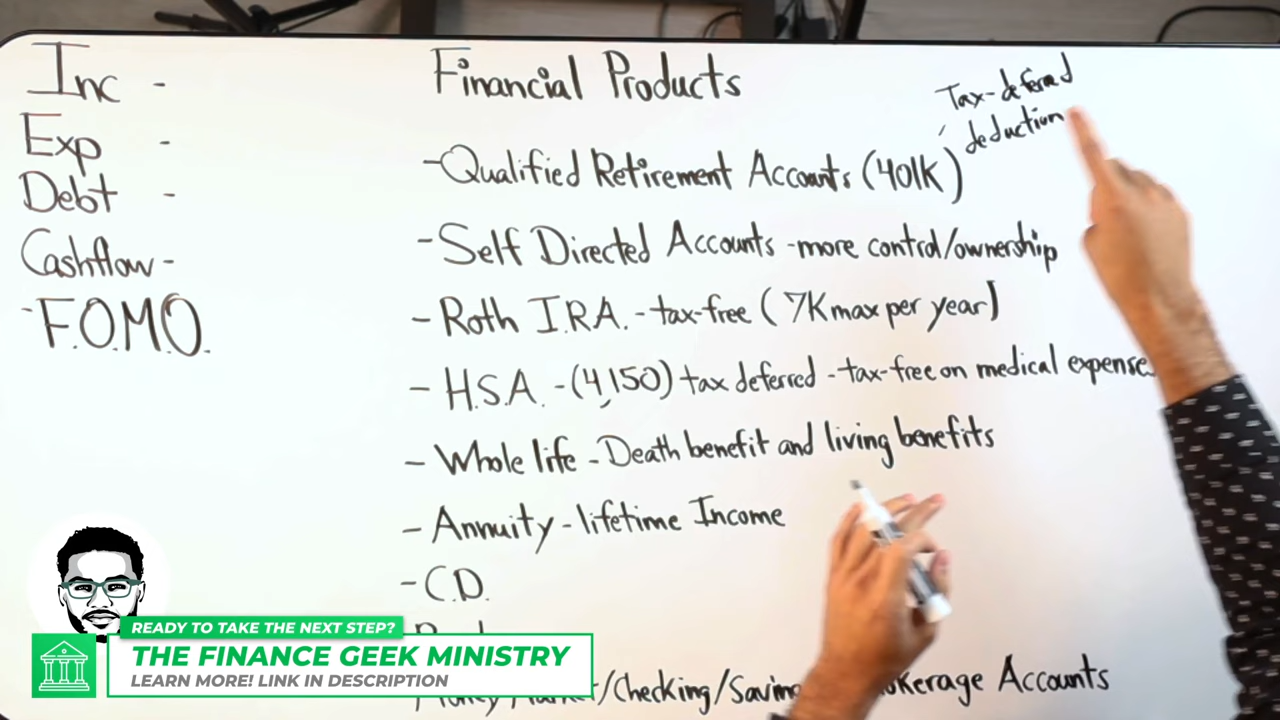 Inc -
Exp -
Debt -
Cashflow -
- F.O.M.O.
Financial Products
Tax-deferred
deduction
- Qualified Retirement Accounts (401K)
- Self Directed Accounts - more control/ownership
- Roth I.R.A. - tax-free (7K max per year)
- H.S.A. - (4,150) tax deferred - tax-free on medical expense
- Whole life - Death benefit and living benefits
- Annuity - lifetime Income
- C.D.
/Checking/ Accounts
READY TO TAKE THE NEXT STEP?
THE FINANCE GEEK MINISTRY
LEARN MORE! LINK IN DESCRIPTION